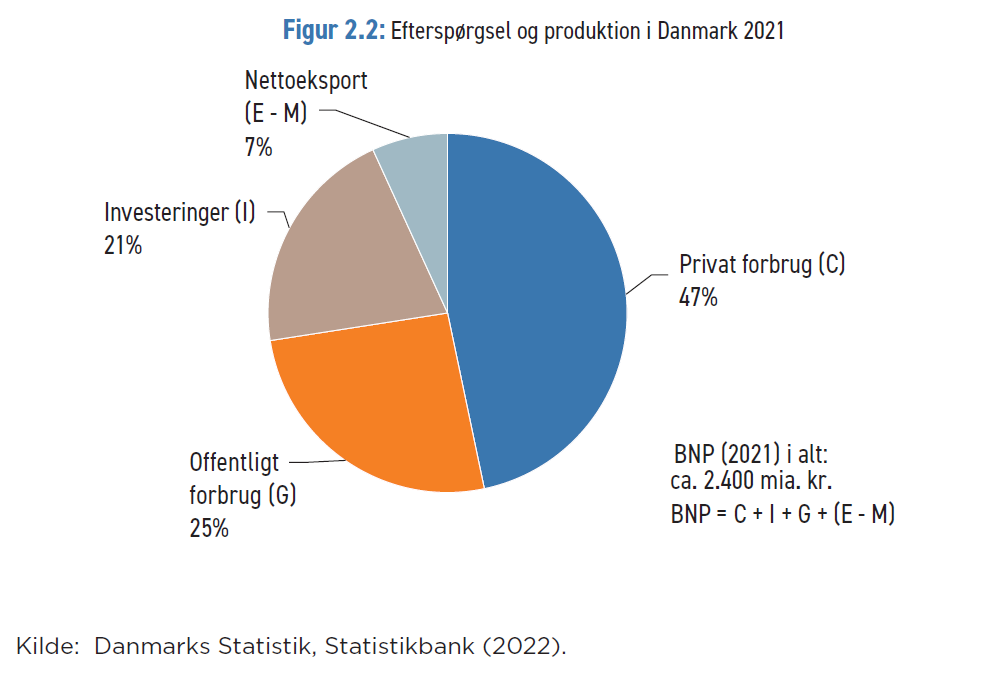 Figur 2.2: Efterspørgsel og produktion i Danmark 2021
Nettoeksport
(E - M)
7%
Investeringer (I)
21%
Privat forbrug (C)
47%
Offentligt
forbrug (G)
25%
BNP (2021) i alt:
ca. 2.400 mia. kr.
BNP = C + I + G + (E - M)
Kilde: Danmarks Statistik, Statistikbank (2022).